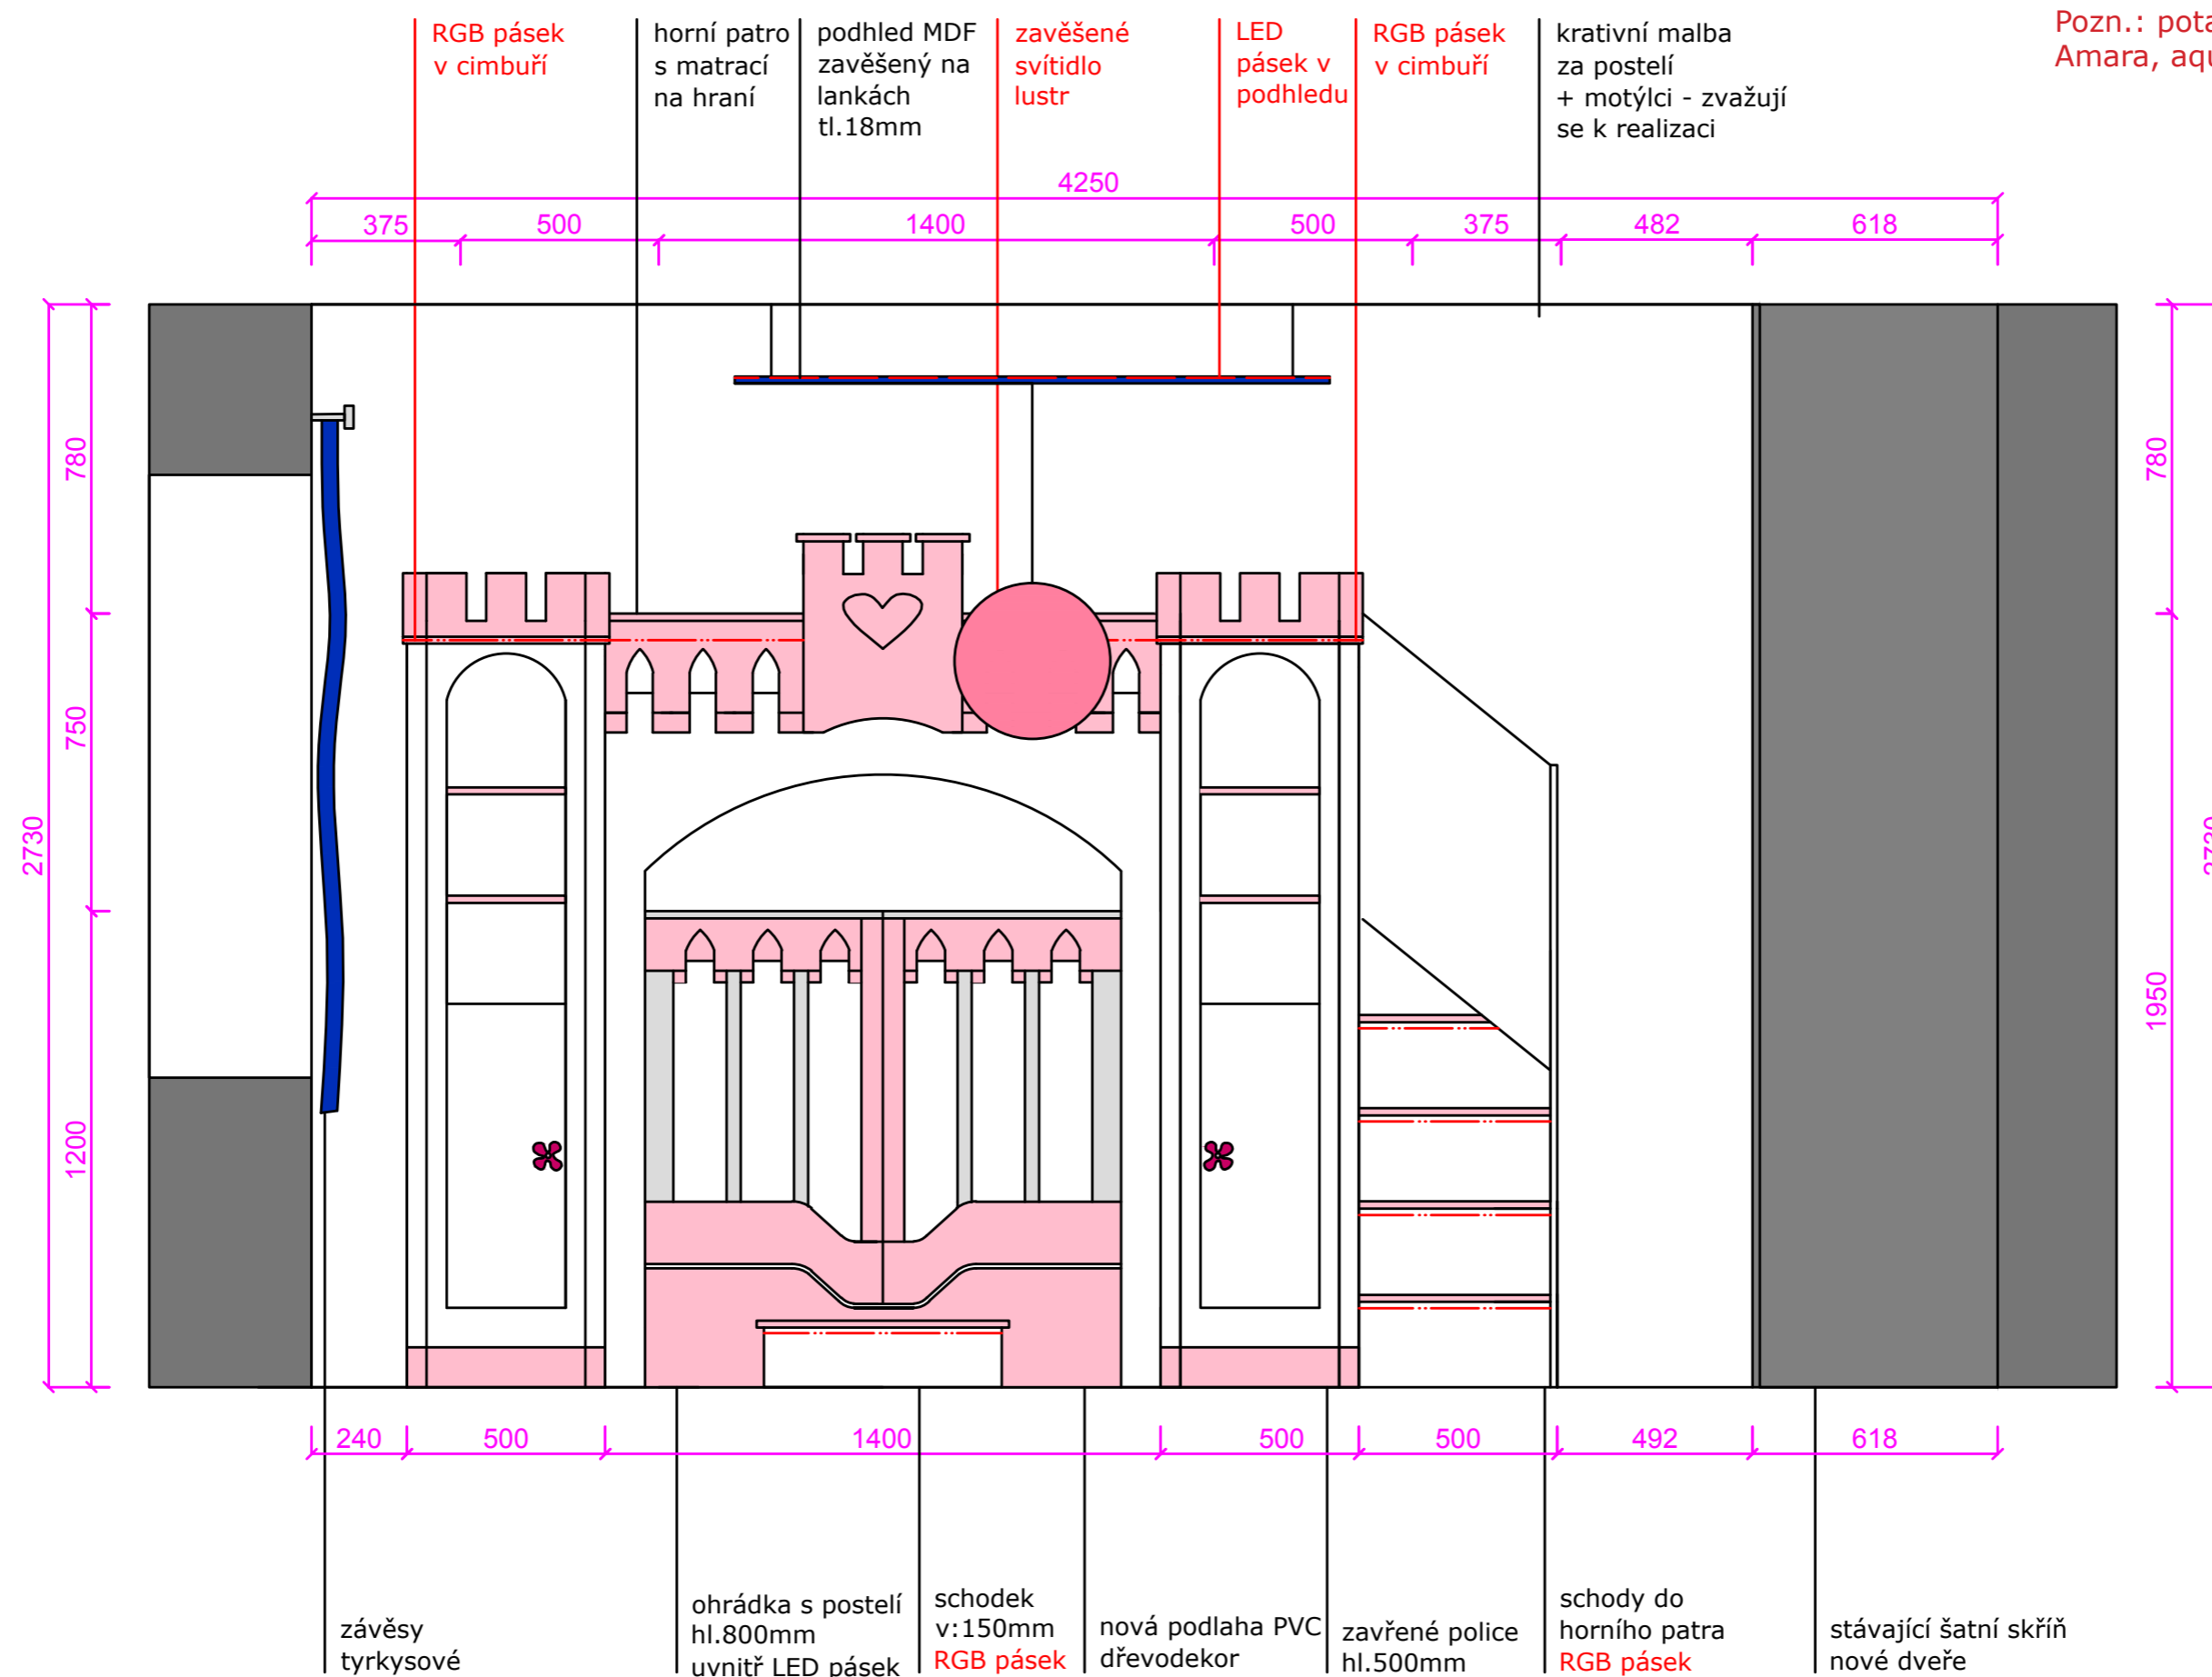 RGB pásek
v cimbuří
horní patro
s matrací
na hraní
podhled MDF
zavěšený na
lankách
tl.18mm
zavěšené
svítidlo
lustr
LED
pásek v
podhledu
RGB pásek
v cimbuří
krativní malba
za postelí
+ motýlci - zvažují
se k realizaci
Pozn.:
Amara,
4250
375 500 1400 500 375 482 618
780
750
2730
1200
780
1950
2730
240 500 1400 500 500 492 618
závěsy
tyrkysové
ohrádka s postelí
hl.800mm
uvnitř LED pásek
schodek
v:150mm
RGB pásek
nová podlaha PVC
dřevodekor
zavřené police
hl.500mm
schody do
horního patra
RGB pásek
stávající šatní skříň
nové dveře